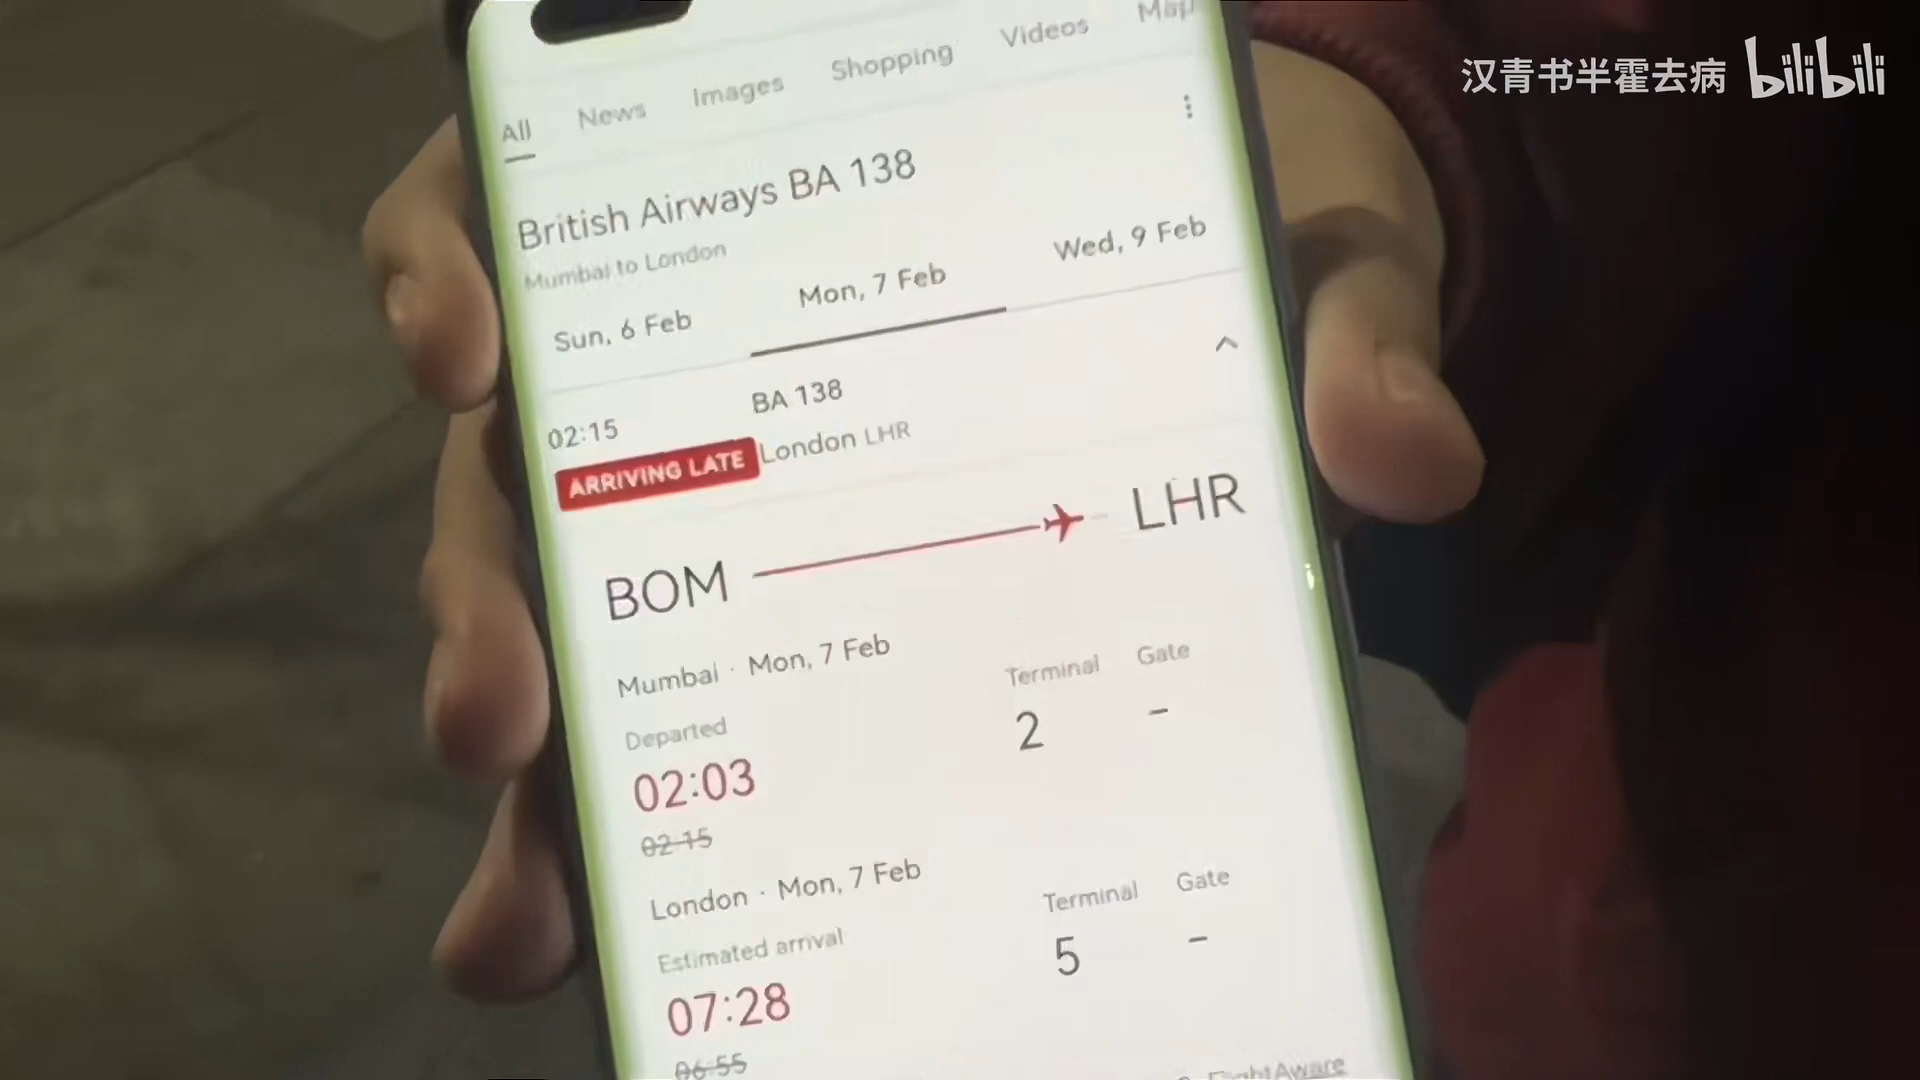 汉青书半霍去病 bilibili
All News Images Shopping Videos Map
British Airways BA 138
Mumbai to London
Sun, 6 Feb Mon, 7 Feb Wed, 9 Feb
02:15 BA 138
ARRIVING LATE London LHR
BOM LHR
Mumbai · Mon, 7 Feb
Departed Terminal Gate
02:03 2 -
02:15
London · Mon, 7 Feb
Estimated arrival Terminal Gate
07:28 5 -
06:55
FlightAware